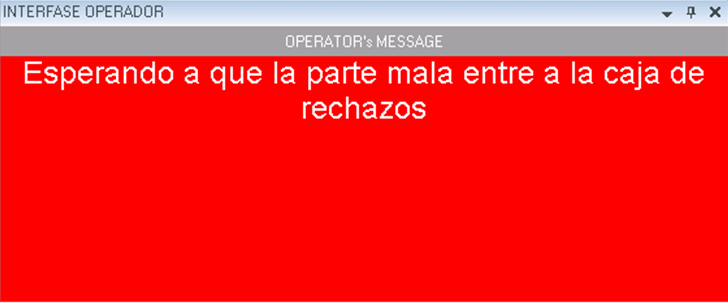 INTERFASE OPERADOR
OPERATOR's MESSAGE
Esperando a que la parte mala entre a la caja de
rechazos